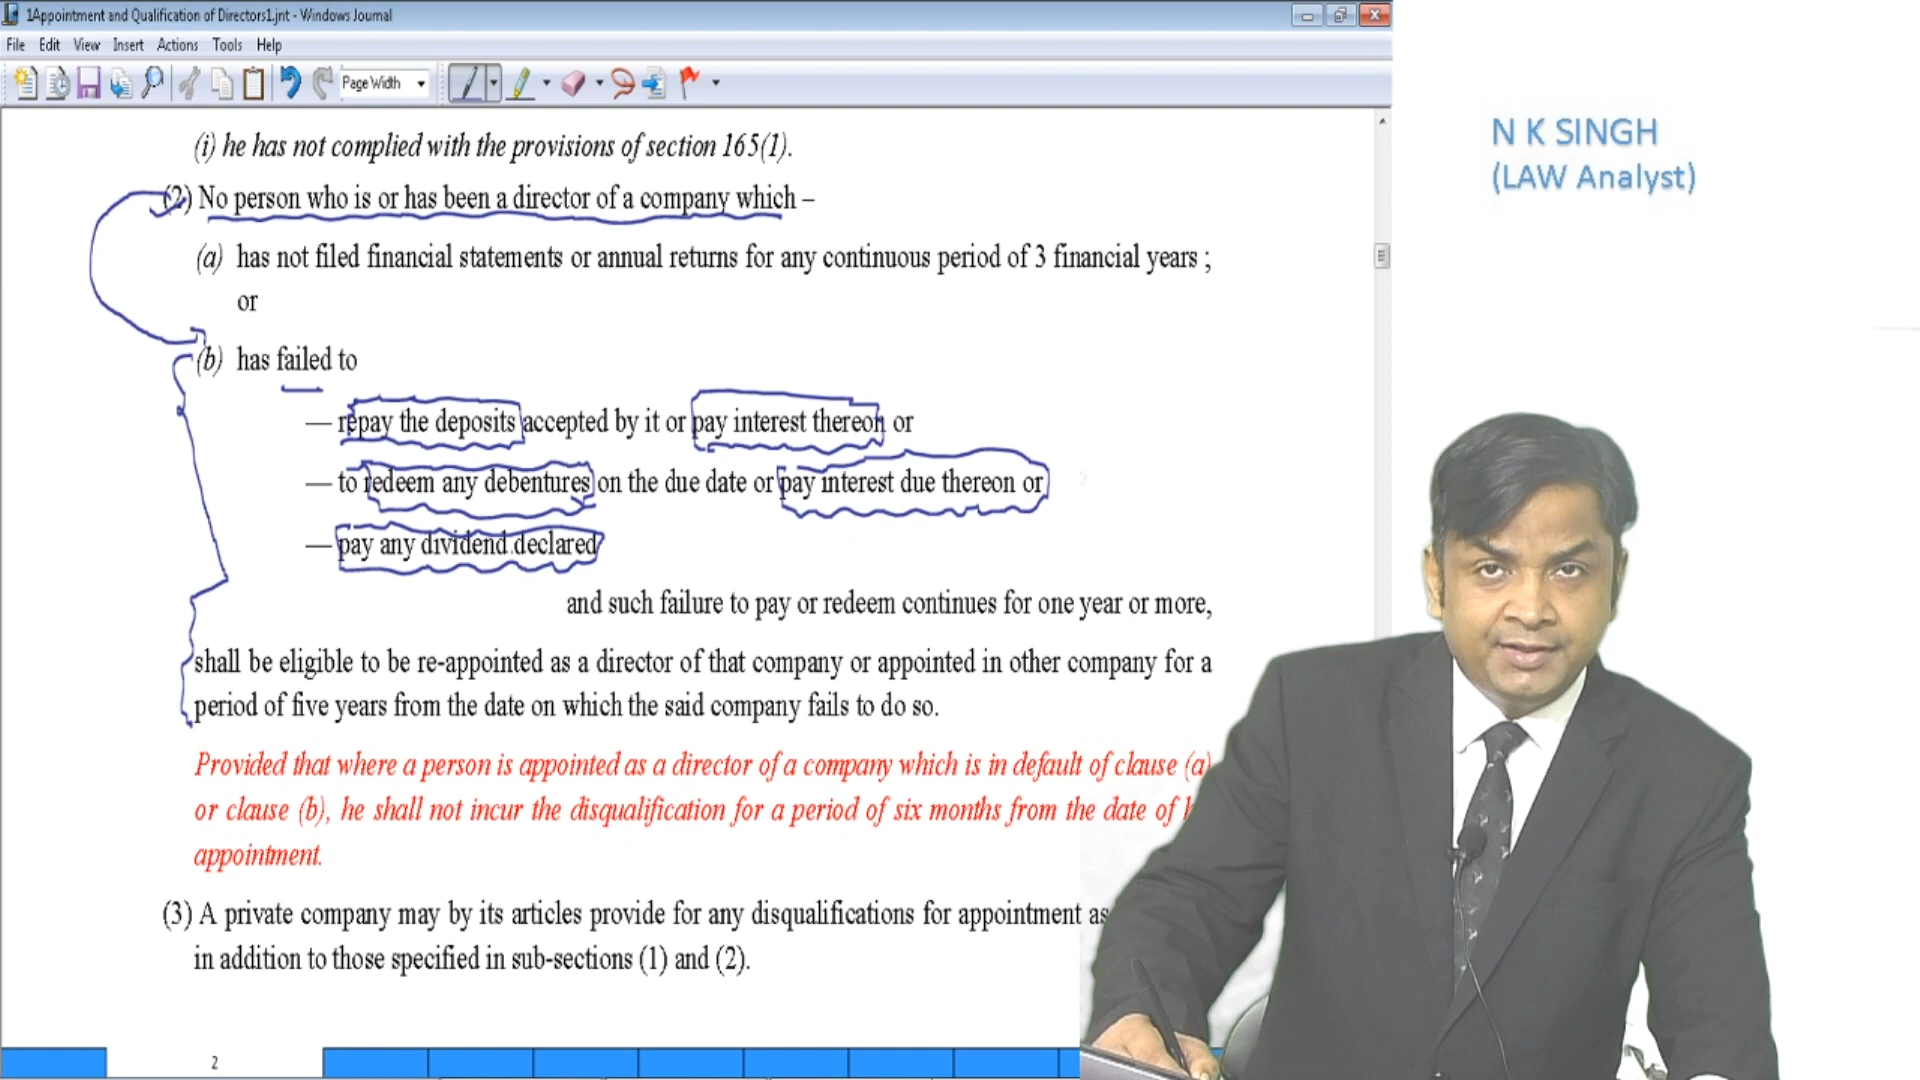 1Appointment and Qualification of Directors1.jnt - Windows Journal
File Edit View Insert Actions Tools Help
Page Width
N K SINGH
(LAW Analyst)
(i) he has not complied with the provisions of section 165(1).
(2) No person who is or has been a director of a company which –
(a) has not filed financial statements or annual returns for any continuous period of 3 financial years ;
or
(b) has failed to
— repay the deposits accepted by it or pay interest thereon or
— to redeem any debentures on the due date or pay interest due thereon or
— pay any dividend declared
and such failure to pay or redeem continues for one year or more,
shall be eligible to be re-appointed as a director of that company or appointed in other company for a
period of five years from the date on which the said company fails to do so.
Provided that where a person is appointed as a director of a company which is in default of clause (a)
or clause (b), he shall not incur the disqualification for a period of six months from the date of
appointment.
(3) A private company may by its articles provide for any disqualifications for appointment as
in addition to those specified in sub-sections (1) and (2).
2